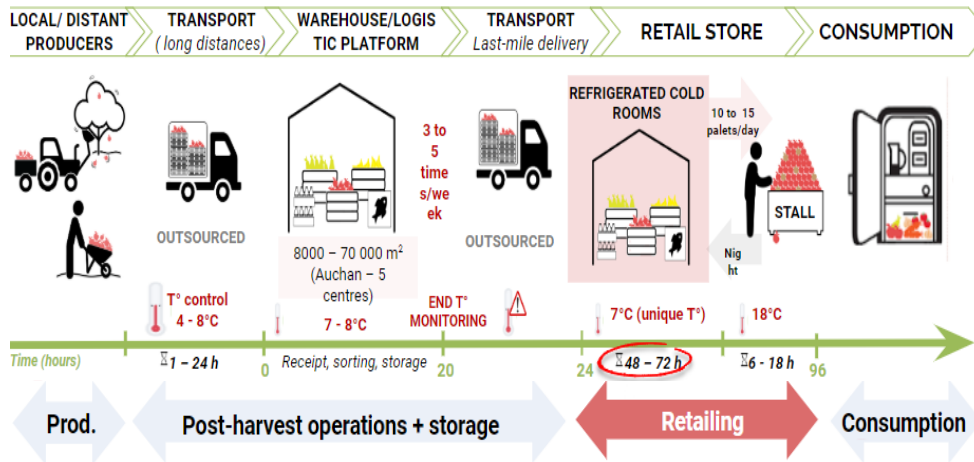 LOCAL/ DISTANT
PRODUCERS
TRANSPORT
( long distances)
WAREHOUSE/LOGIS
TIC PLATFORM
TRANSPORT
Last-mile delivery
RETAIL STORE
CONSUMPTION
REFRIGERATED COLD
ROOMS
10 to 15
palets/day
3 to
5
time
s/we
ek
STALL
OUTSOURCED
OUTSOURCED
8000 – 70 000 m²
(Auchan – 5
centres)
Nig
ht
T° control
4 - 8°C
7 - 8°C
END T°
MONITORING
7°C (unique T°)
18°C
Time (hours)
1 – 24 h
0
Receipt, sorting, storage
20
24
48 – 72 h
6 - 18 h
96
Prod.
Post-harvest operations + storage
Retailing
Consumption